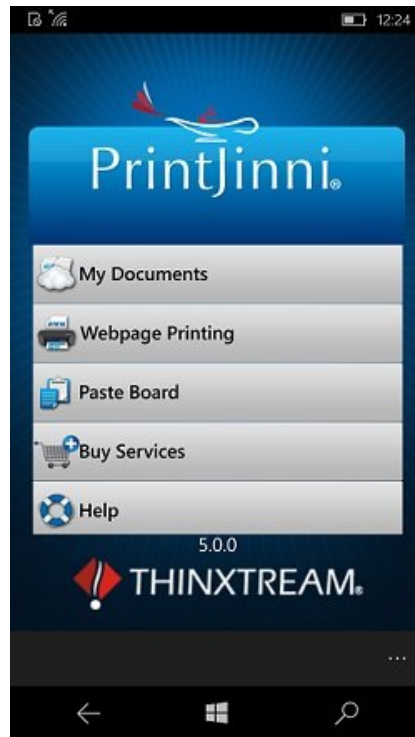 12:24
PrintJinni®
My Documents
Webpage Printing
Paste Board
Buy Services
Help
5.0.0
THINXTREAM®
...